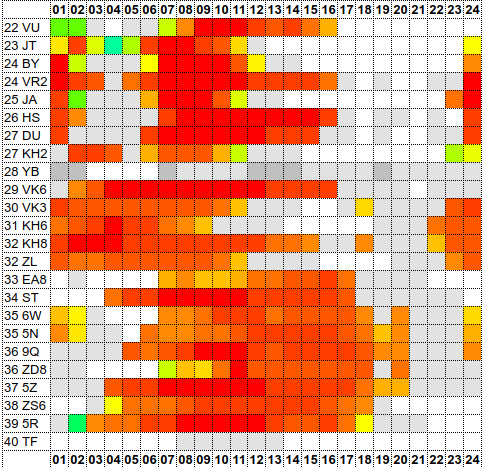 01 02 03 04 05 06 07 08 09 10 11 12 13 14 15 16 17 18 19 20 21 22 23 24
22 VU
23 JT
24 BY
24 VR2
25 JA
26 HS
27 DU
27 KH2
28 YB
29 VK6
30 VK3
31 KH6
32 KH8
32 ZL
33 EA8
34 ST
35 6W
35 5N
36 9Q
36 ZD8
37 5Z
38 ZS6
39 5R
40 TF
01 02 03 04 05 06 07 08 09 10 11 12 13 14 15 16 17 18 19 20 21 22 23 24